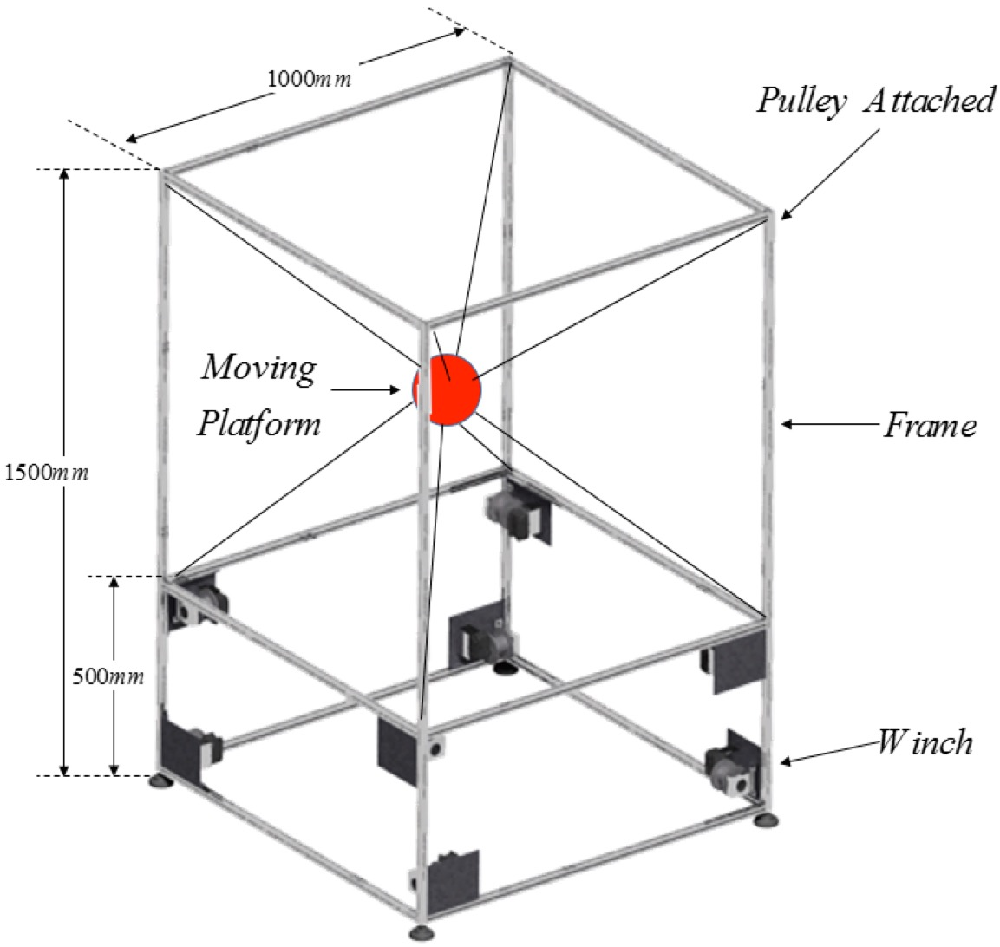 1000mm
Pulley Attached
Moving
Platform
Frame
1500mm
500mm
Winch